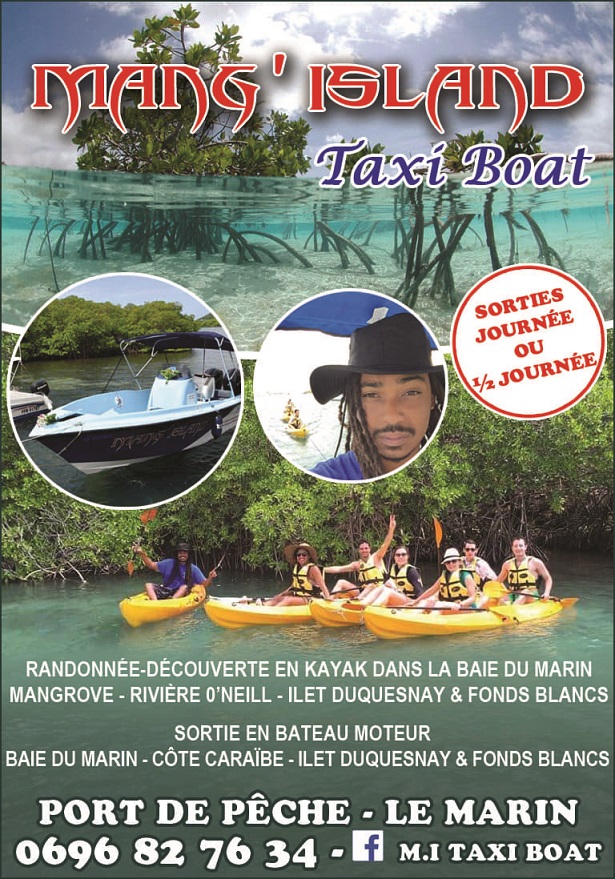 MANG'ISLAND
Taxi Boat
SORTIES
JOURNÉE
OU
½ JOURNÉE
RANDONNÉE-DÉCOUVERTE EN KAYAK DANS LA BAIE DU MARIN
MANGROVE - RIVIÈRE O'NEILL - ILET DUQUESNAY & FONDS BLANCS
SORTIE EN BATEAU MOTEUR
BAIE DU MARIN - CÔTE CARAÏBE - ILET DUQUESNAY & FONDS BLANCS
PORT DE PÊCHE - LE MARIN
0696 82 76 34 - f M.I TAXI BOAT